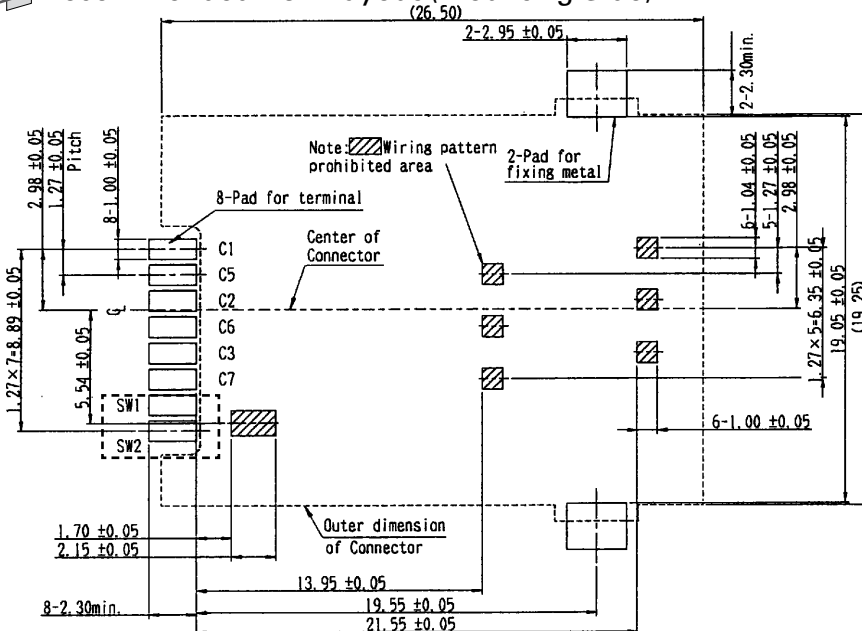 (26.50)
2-2.95 ±0.05
2-2.30min.
2.98 ±0.05
1.27 ±0.05
Pitch
8-1.00 ±0.05
Note: Wiring pattern
prohibited area
2-Pad for
fixing metal
8-Pad for terminal
Center of
Connector
6-1.04 ±0.05
5-1.27 ±0.05
2.98 ±0.05
C1
C5
C2
C6
C3
C7
SW1
SW2
℄
1.27×7=8.89 ±0.05
5.54 ±0.05
1.27×5=6.35 ±0.05
19.05 ±0.05
(19.25)
6-1.00 ±0.05
1.70 ±0.05
2.15 ±0.05
Outer dimension
of Connector
13.95 ±0.05
8-2.30min.
19.55 ±0.05
21.55 ±0.05